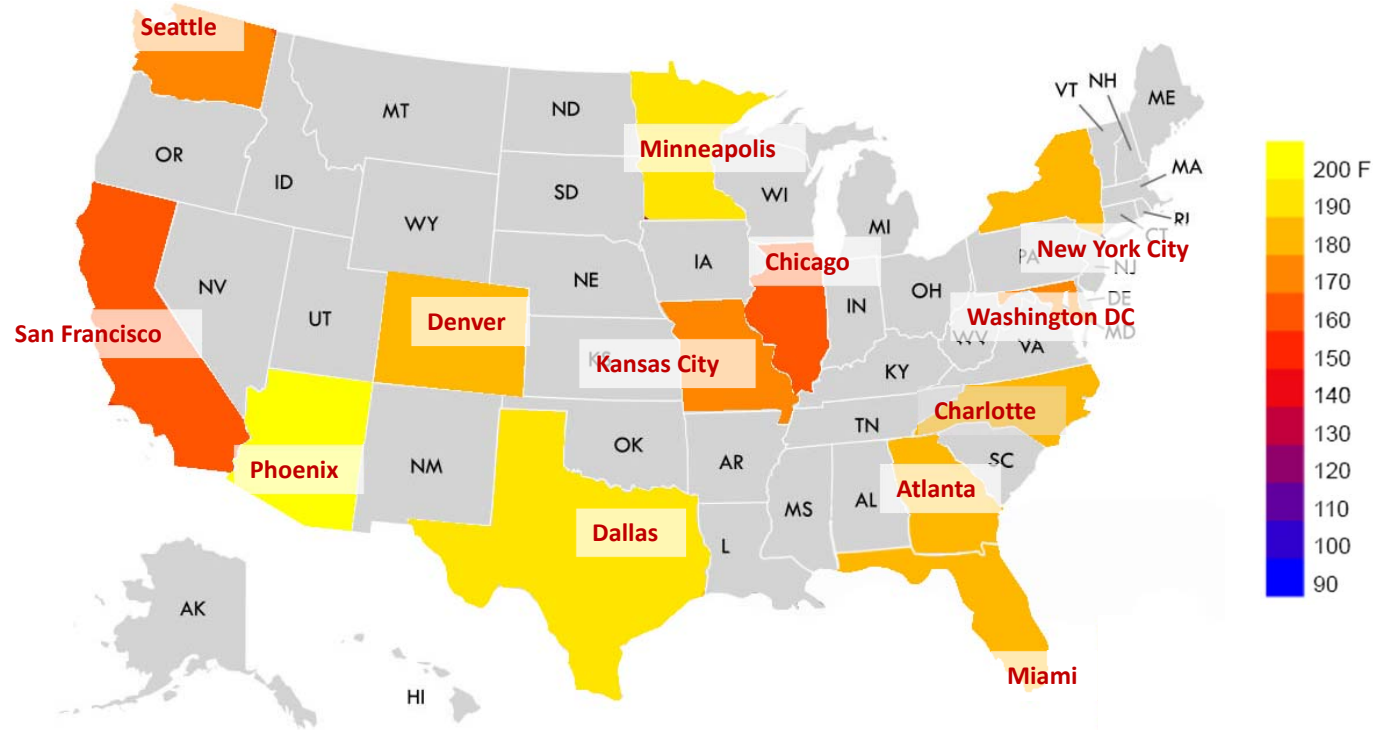 Seattle
MT
ND
VT
NH
ME
OR
ID
Minneapolis
MA
SD
WI
WY
MI
RI
CT
New York City
PA
IA
Chicago
NJ
NV
NE
OH
IN
DE
UT
Denver
Washington DC
MD
San Francisco
WV
VA
KS
Kansas City
KY
Charlotte
TN
OK
AR
SC
Phoenix
NM
Atlanta
MS
AL
Dallas
L
AK
HI
Miami
200 F
190
180
170
160
150
140
130
120
110
100
90